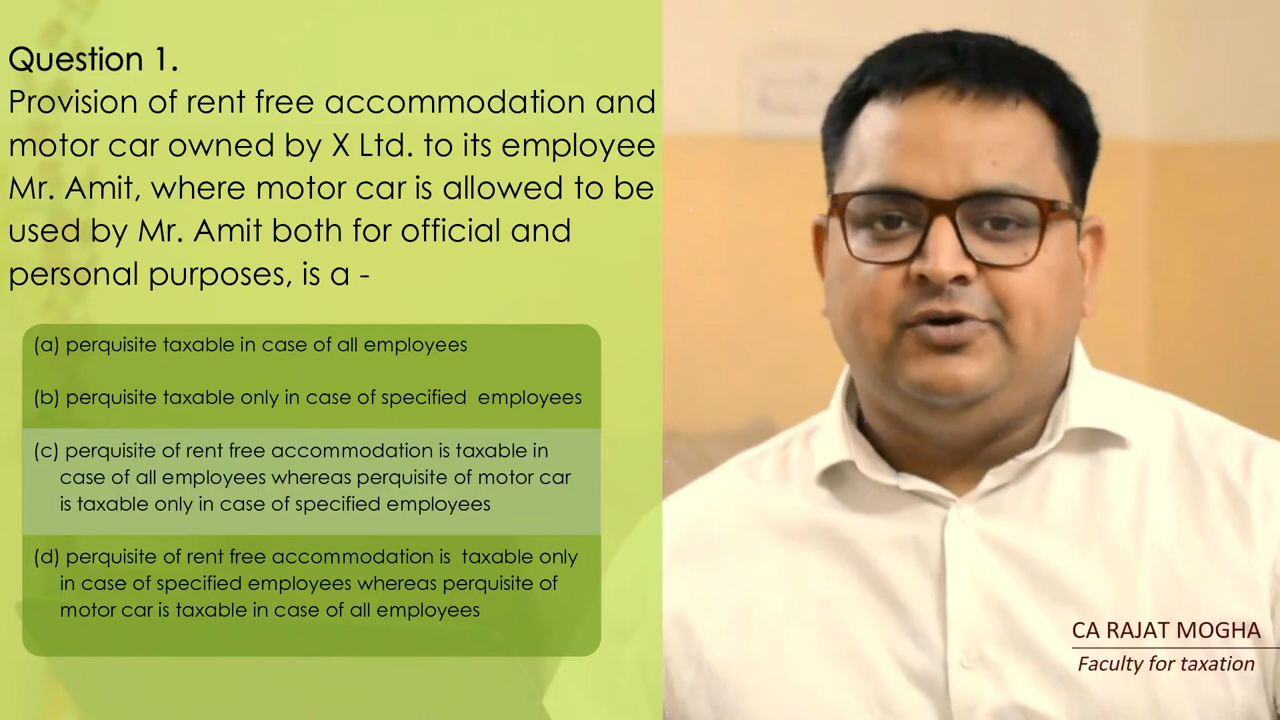 Question 1.
Provision of rent free accommodation and
motor car owned by X Ltd. to its employee
Mr. Amit, where motor car is allowed to be
used by Mr. Amit both for official and
personal purposes, is a -
(a) perquisite taxable in case of all employees
(b) perquisite taxable only in case of specified employees
(c) perquisite of rent free accommodation is taxable in
case of all employees whereas perquisite of motor car
is taxable only in case of specified employees
(d) perquisite of rent free accommodation is taxable only
in case of specified employees whereas perquisite of
motor car is taxable in case of all employees
CA RAJAT MOGHA
Faculty for taxation